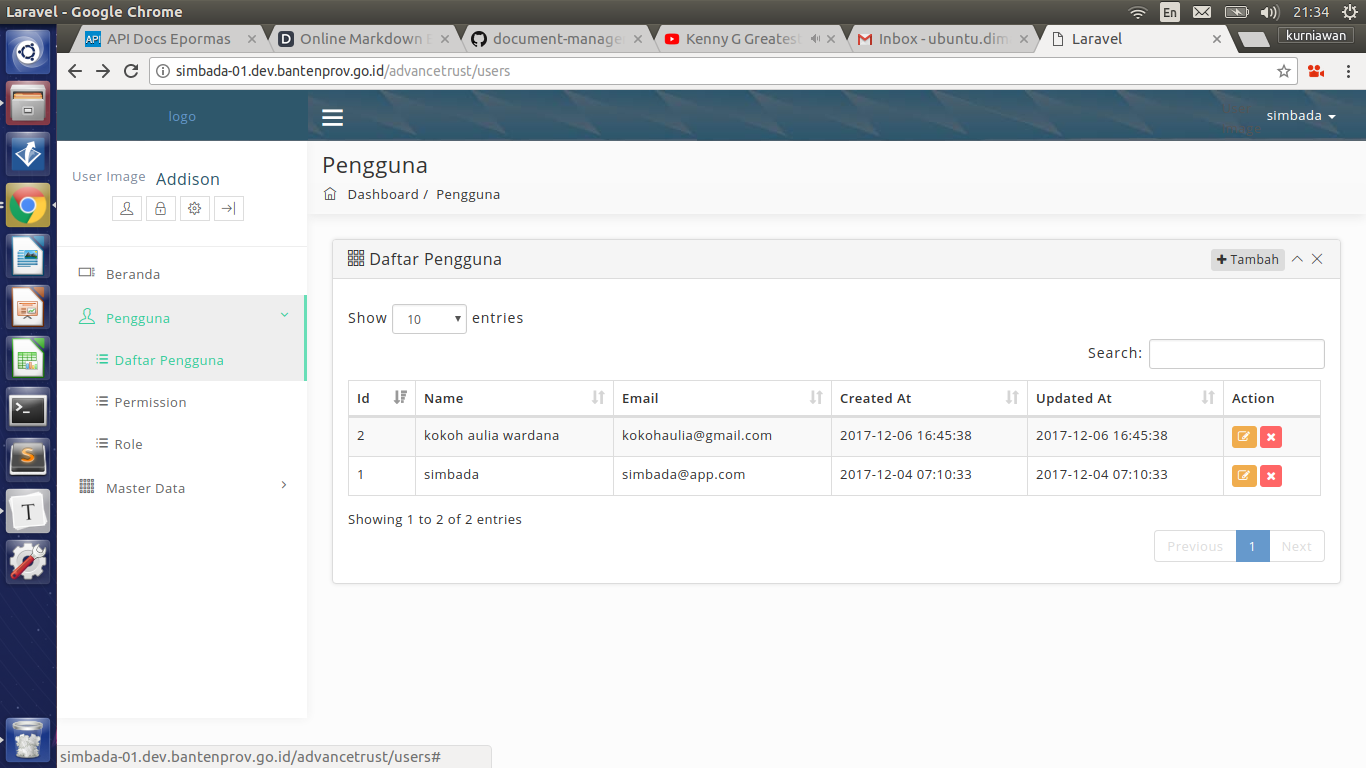 Laravel - Google Chrome
En
21:34
API Docs Epormas
Online Markdown E
document-manage
Kenny G Greatest
Inbox - ubuntu.dim
Laravel
kurniawan
simbada-01.dev.bantenprov.go.id/advancetrust/users
logo
simbada
User Image Addison
Pengguna
Dashboard / Pengguna
Beranda
Pengguna
Daftar Pengguna
Permission
Role
Master Data
Daftar Pengguna
Tambah
Show 10 entries
Search:
Id Name Email Created At Updated At Action
2 kokoh aulia wardana kokohaulia@gmail.com 2017-12-06 16:45:38 2017-12-06 16:45:38
1 simbada simbada@app.com 2017-12-04 07:10:33 2017-12-04 07:10:33
Showing 1 to 2 of 2 entries
Previous 1 Next
simbada-01.dev.bantenprov.go.id/advancetrust/users#